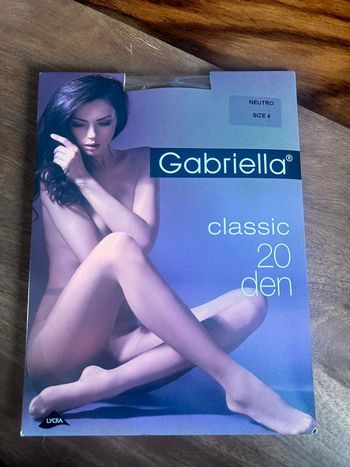 NEUTRO
SIZE 4
Gabriella®
classic
20
den
LYCRA